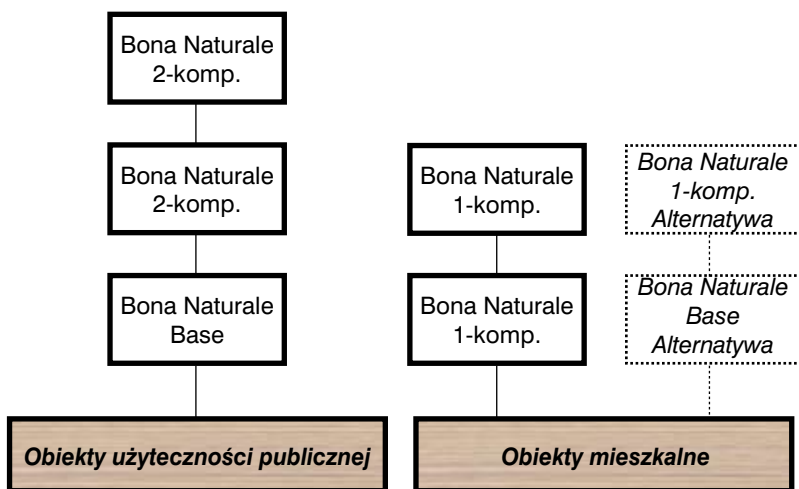 Bona Naturale
2-komp.
Bona Naturale
2-komp.
Bona Naturale
Base
Obiekty użyteczności publicznej
Bona Naturale
1-komp.
Bona Naturale
1-komp.
Bona Naturale
1-komp.
Alternatywa
Bona Naturale
Base
Alternatywa
Obiekty mieszkalne